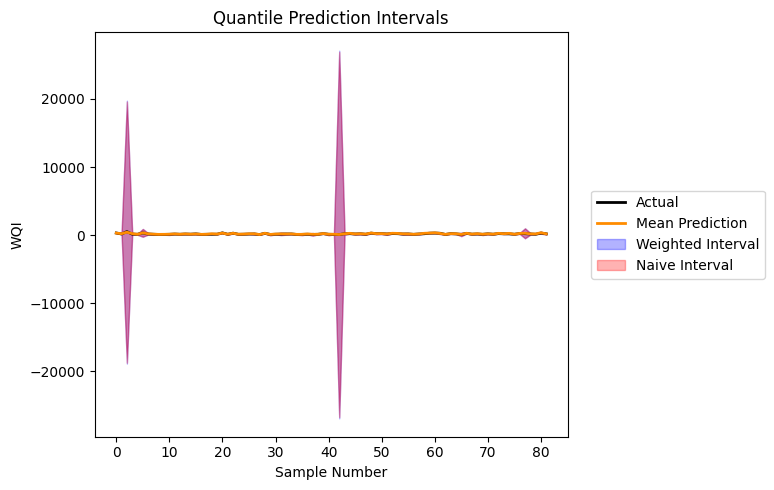 Quantile Prediction Intervals
20000
10000
0
−10000
−20000
WQI
0 10 20 30 40 50 60 70 80
Sample Number
Actual
Mean Prediction
Weighted Interval
Naive Interval